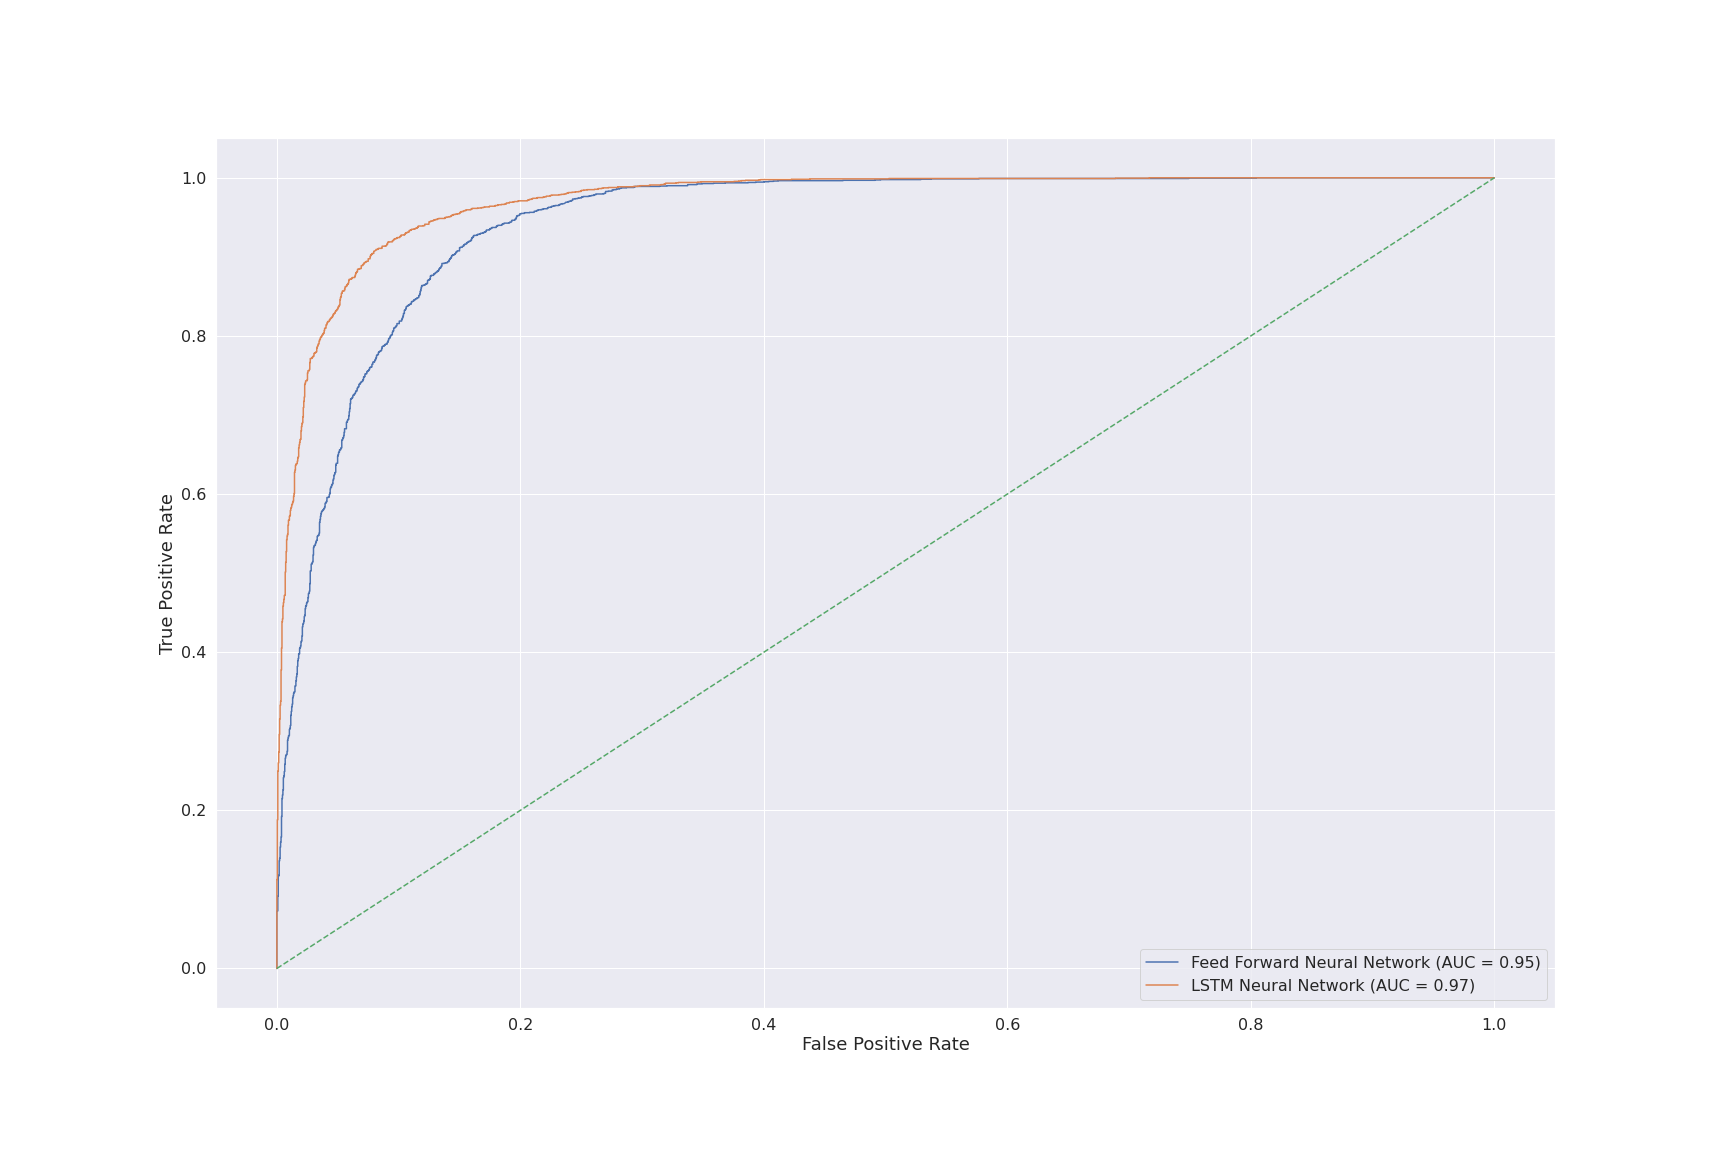 1.0
0.8
0.6
0.4
0.2
0.0
True Positive Rate
0.0 0.2 0.4 0.6 0.8 1.0
False Positive Rate
Feed Forward Neural Network (AUC = 0.95)
LSTM Neural Network (AUC = 0.97)